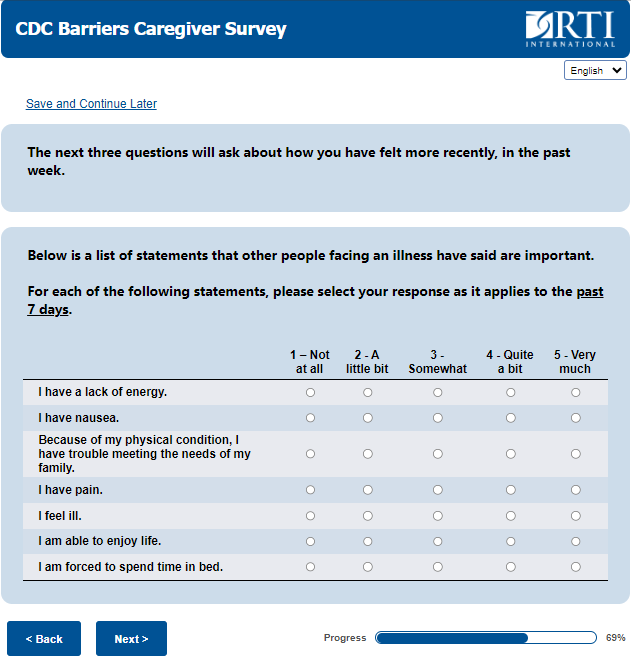 CDC Barriers Caregiver Survey
RTI
INTERNATIONAL
English
Save and Continue Later
The next three questions will ask about how you have felt more recently, in the past
week.
Below is a list of statements that other people facing an illness have said are important.
For each of the following statements, please select your response as it applies to the past
7 days.
1 – Not at all
2 - A little bit
3 - Somewhat
4 - Quite a bit
5 - Very much
I have a lack of energy.
I have nausea.
Because of my physical condition, I
have trouble meeting the needs of my
family.
I have pain.
I feel ill.
I am able to enjoy life.
I am forced to spend time in bed.
< Back
Next >
Progress
69%